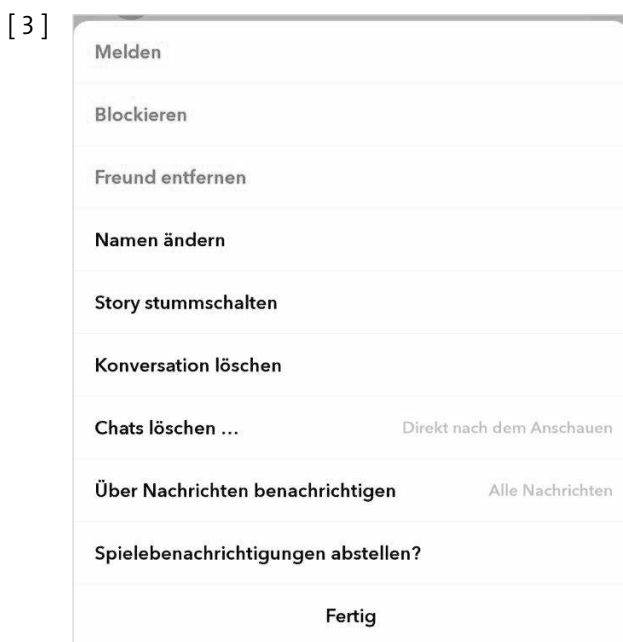 [ 3 ]
Melden
Blockieren
Freund entfernen
Namen ändern
Story stummschalten
Konversation löschen
Chats löschen … Direkt nach dem Anschauen
Über Nachrichten benachrichtigen Alle Nachrichten
Spielebenachrichtigungen abstellen?
Fertig